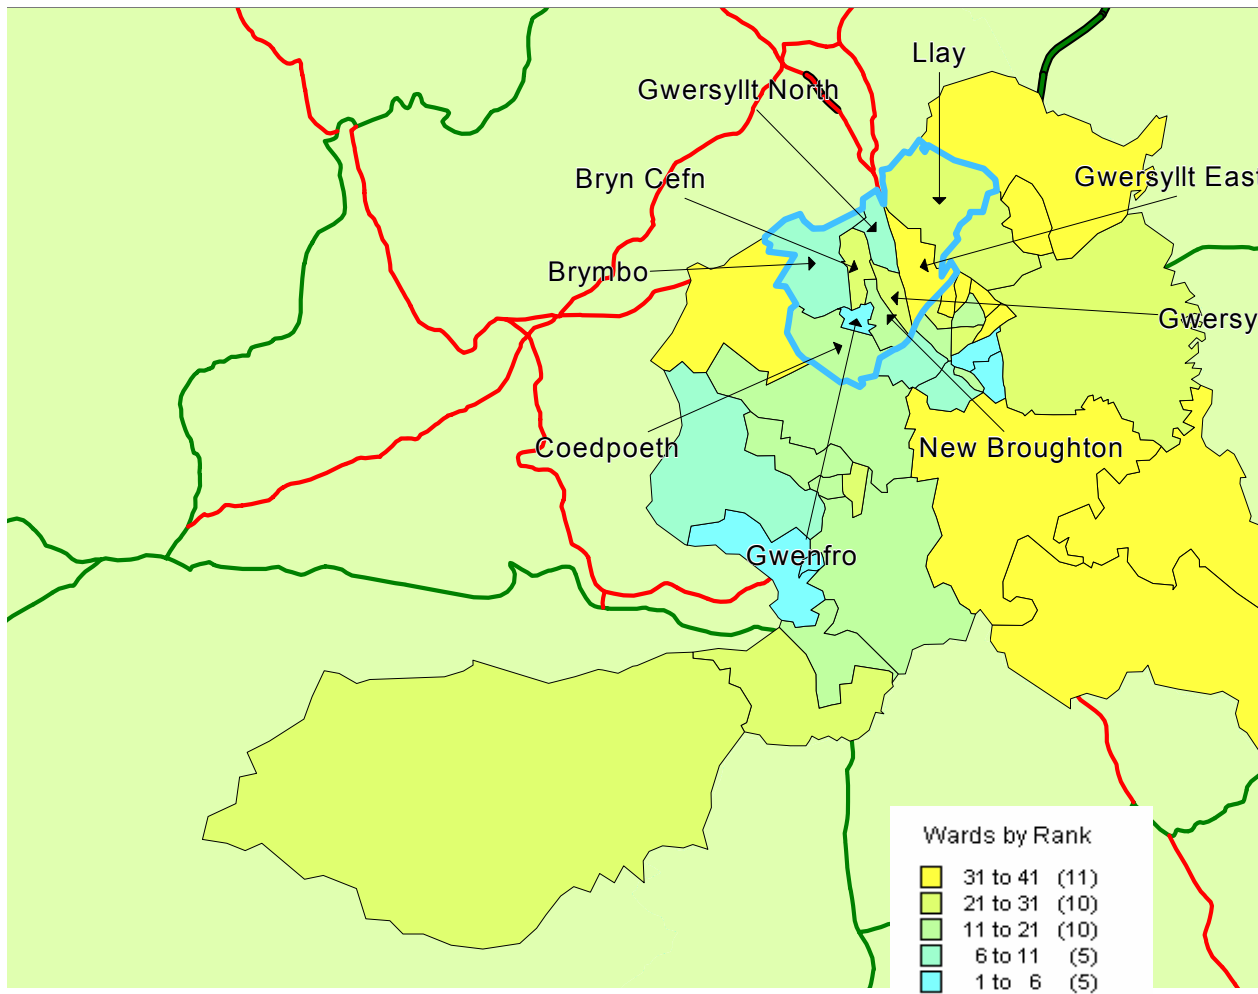 Llay
Gwersyllt North
Bryn Cefn
Gwersyllt East
Brymbo
Gwersy
Coedpoeth
New Broughton
Gwenfro
Wards by Rank
31 to 41 (11)
21 to 31 (10)
11 to 21 (10)
6 to 11 (5)
1 to 6 (5)